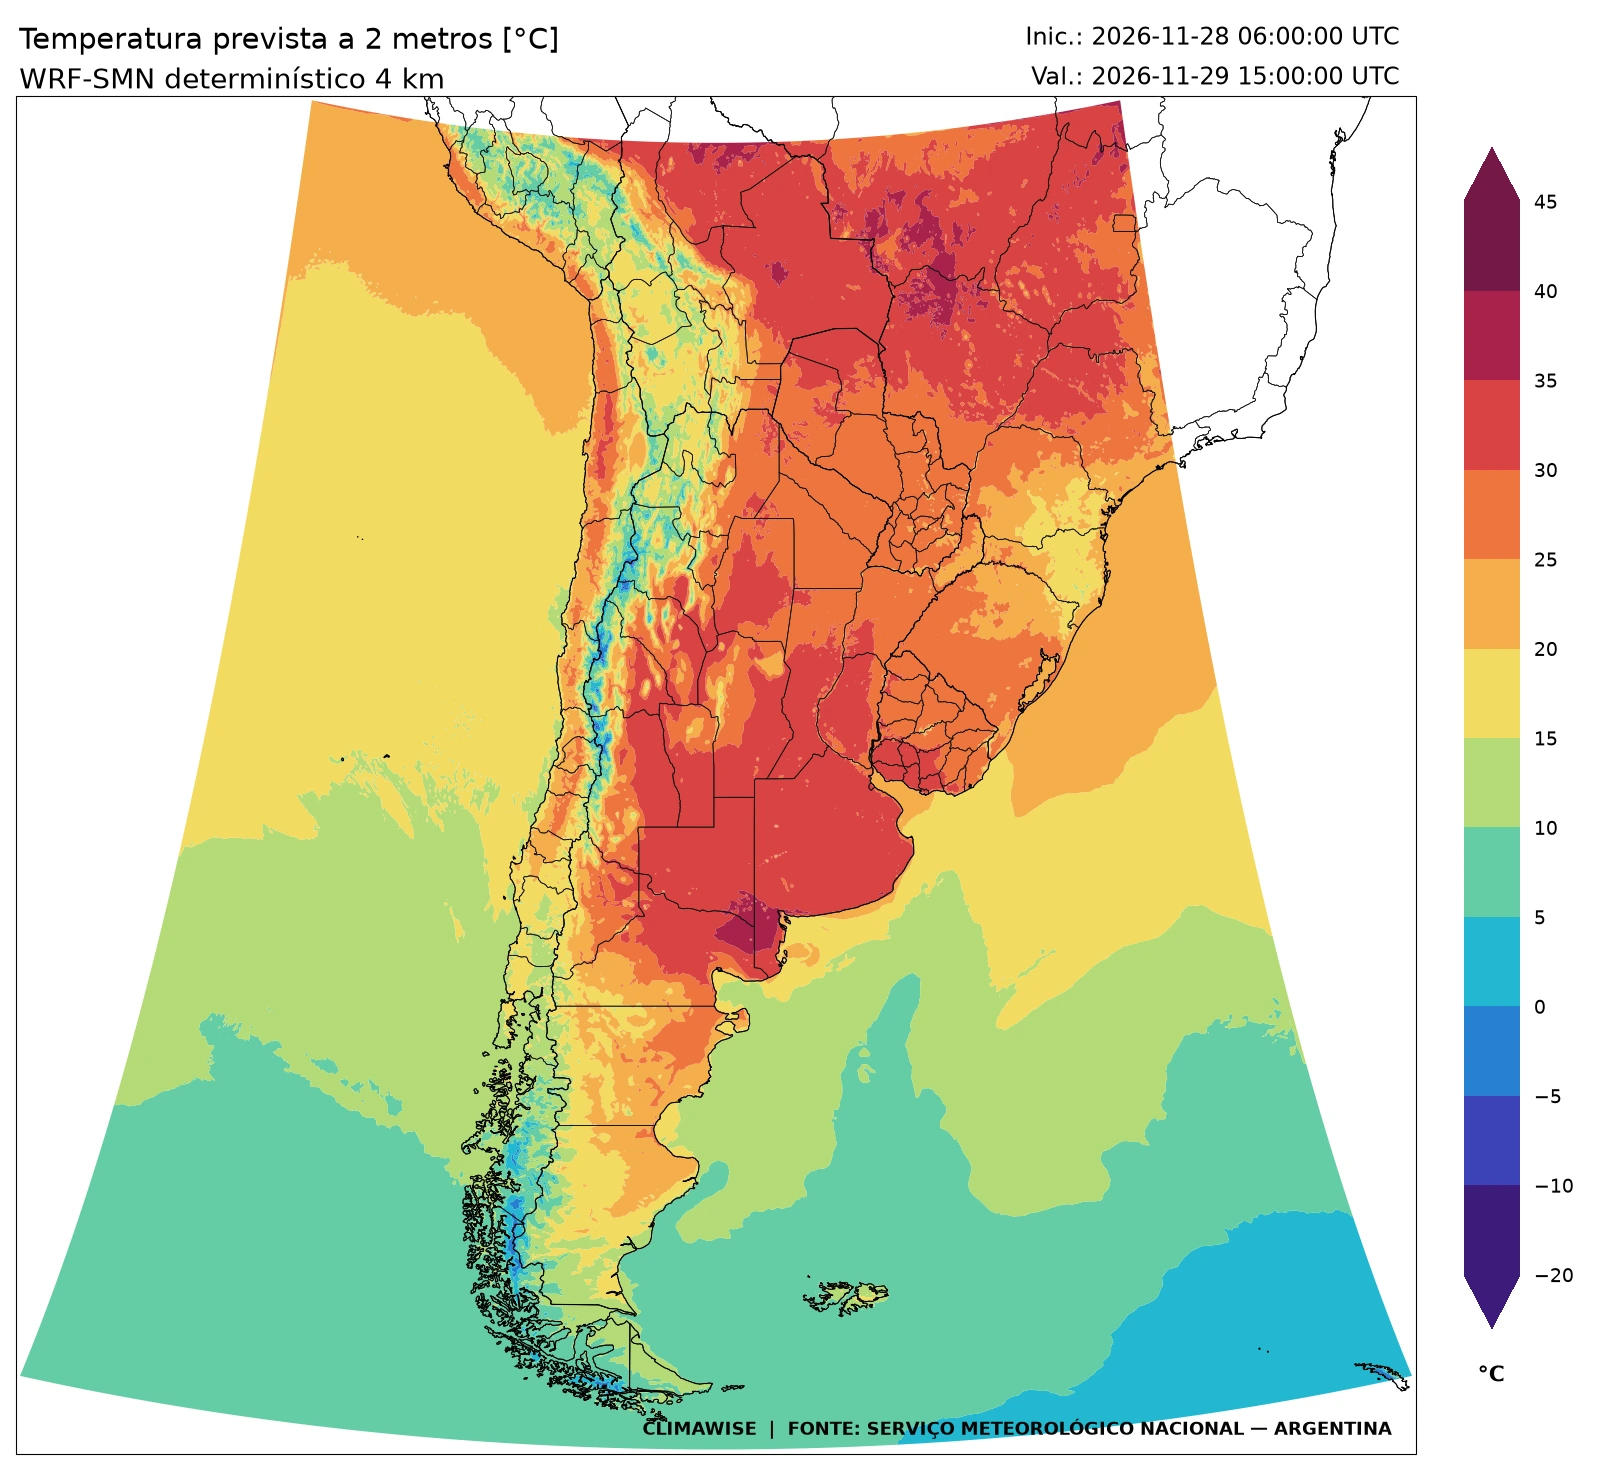 Temperatura prevista a 2 metros [°C]
WRF-SMN determinístico 4 km
Inic.: 2026-11-28 06:00:00 UTC
Val.: 2026-11-29 15:00:00 UTC
45
40
35
30
25
20
15
10
5
0
−5
−10
−20
°C
CLIMAWISE | FONTE: SERVIÇO METEOROLÓGICO NACIONAL — ARGENTINA